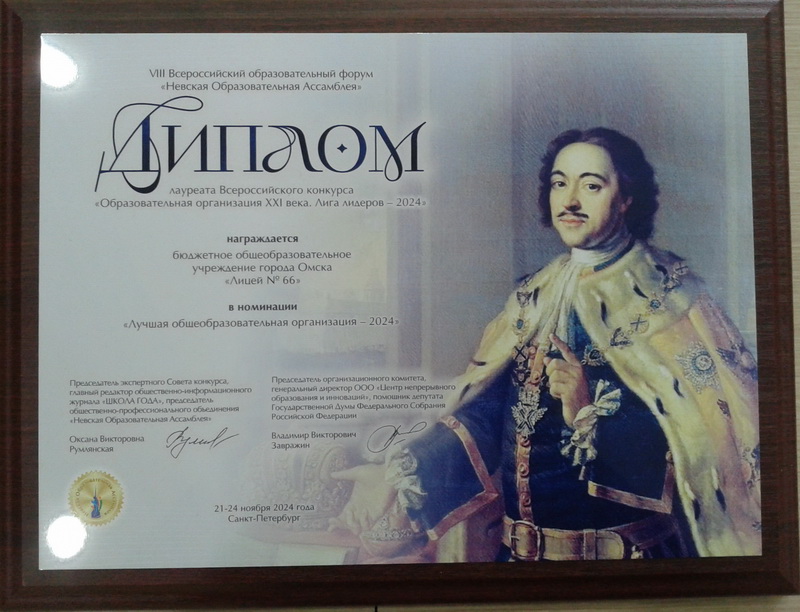 VIII Всероссийский образовательный форум
«Невская Образовательная Ассамблея»
ДИПЛОМ
лауреата Всероссийского конкурса
«Образовательная организация XXI века. Лига лидеров – 2024»
награждается
бюджетное общеобразовательное
учреждение города Омска
«Лицей № 66»
в номинации
«Лучшая общеобразовательная организация – 2024»
Председатель экспертного Совета конкурса,
главный редактор общественно-информационного
журнала «ШКОЛА ГОДА», председатель
общественно-профессионального объединения
«Невская Образовательная Ассамблея»
Оксана Викторовна
Румлянская
Председатель организационного комитета,
генеральный директор ООО «Центр непрерывного
образования и инноваций», помощник депутата
Государственной Думы Федерального Собрания
Российской Федерации
Владимир Викторович
Завражин
21-24 ноября 2024 года
Санкт-Петербург